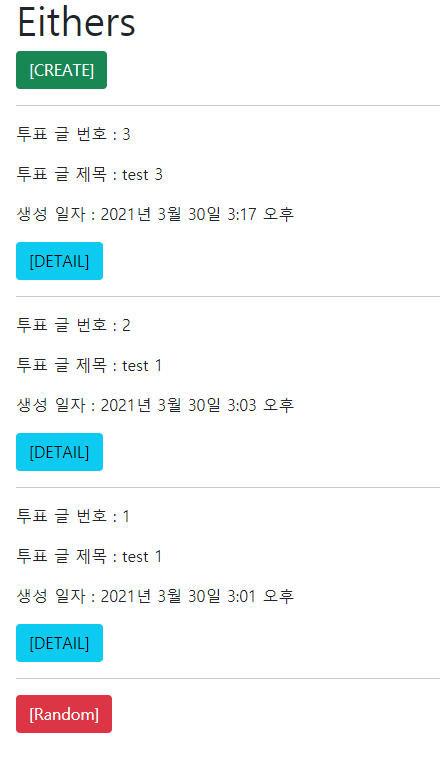 Eithers
[CREATE]
투표 글 번호 : 3
투표 글 제목 : test 3
생성 일자 : 2021년 3월 30일 3:17 오후
[DETAIL]
투표 글 번호 : 2
투표 글 제목 : test 1
생성 일자 : 2021년 3월 30일 3:03 오후
[DETAIL]
투표 글 번호 : 1
투표 글 제목 : test 1
생성 일자 : 2021년 3월 30일 3:01 오후
[DETAIL]
[Random]